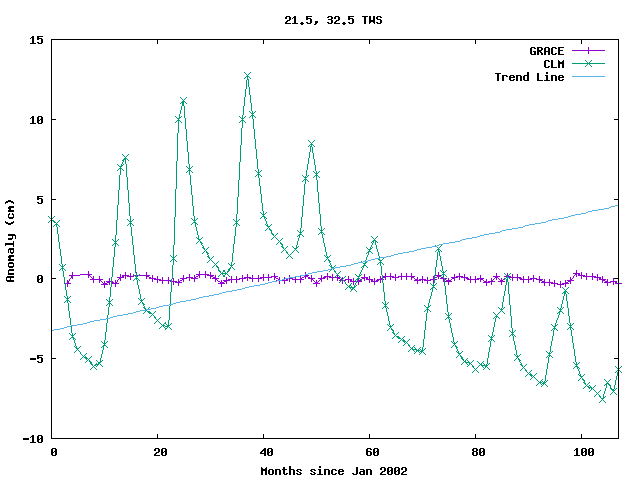 21.5, 32.5 TWS
15
10
5
0
-5
-10
Anomaly (cm)
GRACE
CLM
Trend Line
0 20 40 60 80 100
Months since Jan 2002